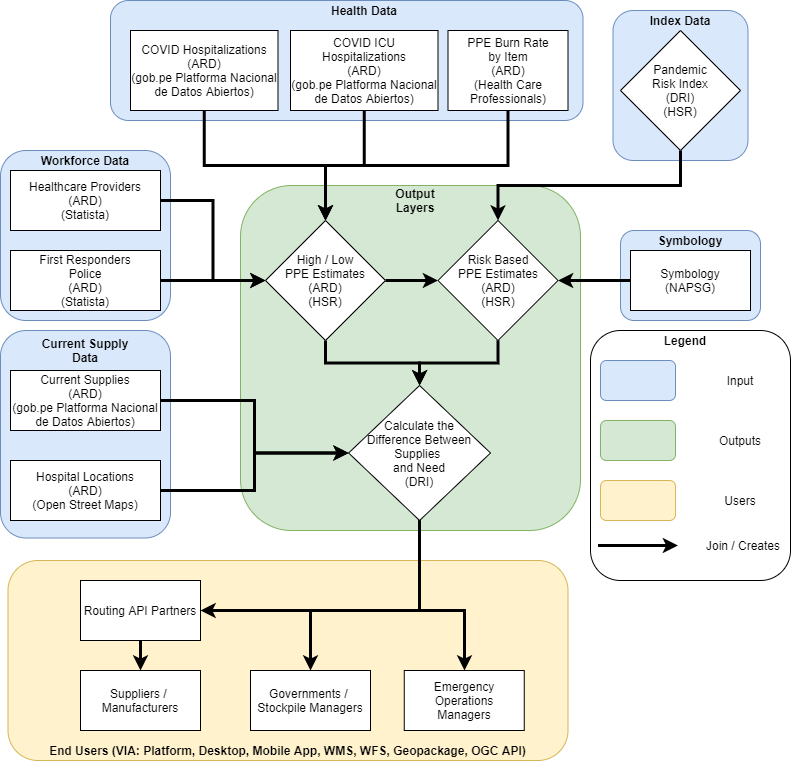 Health Data
COVID Hospitalizations
(ARD)
(gob.pe Platforma Nacional
de Datos Abiertos)
COVID ICU
Hospitalizations
(ARD)
(gob.pe Platforma Nacional
de Datos Abiertos)
PPE Burn Rate
by Item
(ARD)
(Health Care
Professionals)
Index Data
Pandemic
Risk Index
(DRI)
(HSR)
Workforce Data
Healthcare Providers
(ARD)
(Statista)
First Responders
Police
(ARD)
(Statista)
Output
Layers
High / Low
PPE Estimates
(ARD)
(HSR)
Risk Based
PPE Estimates
(ARD)
(HSR)
Symbology
Symbology
(NAPSG)
Current Supply
Data
Current Supplies
(ARD)
(gob.pe Platforma Nacional
de Datos Abiertos)
Hospital Locations
(ARD)
(Open Street Maps)
Calculate the
Difference Between
Supplies
and Need
(DRI)
Legend
Input
Outputs
Users
Join / Creates
Routing API Partners
Suppliers /
Manufacturers
Governments /
Stockpile Managers
Emergency
Operations
Managers
End Users (VIA: Platform, Desktop, Mobile App, WMS, WFS, Geopackage, OGC API)